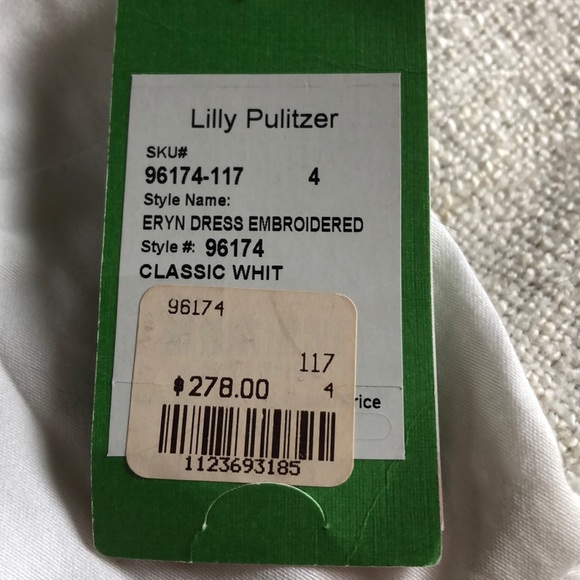 Lilly Pulitzer
SKU#
96174-117 4
Style Name:
ERYN DRESS EMBROIDERED
Style #: 96174
CLASSIC WHIT
96174
117
$278.00 4
rice
1123693185